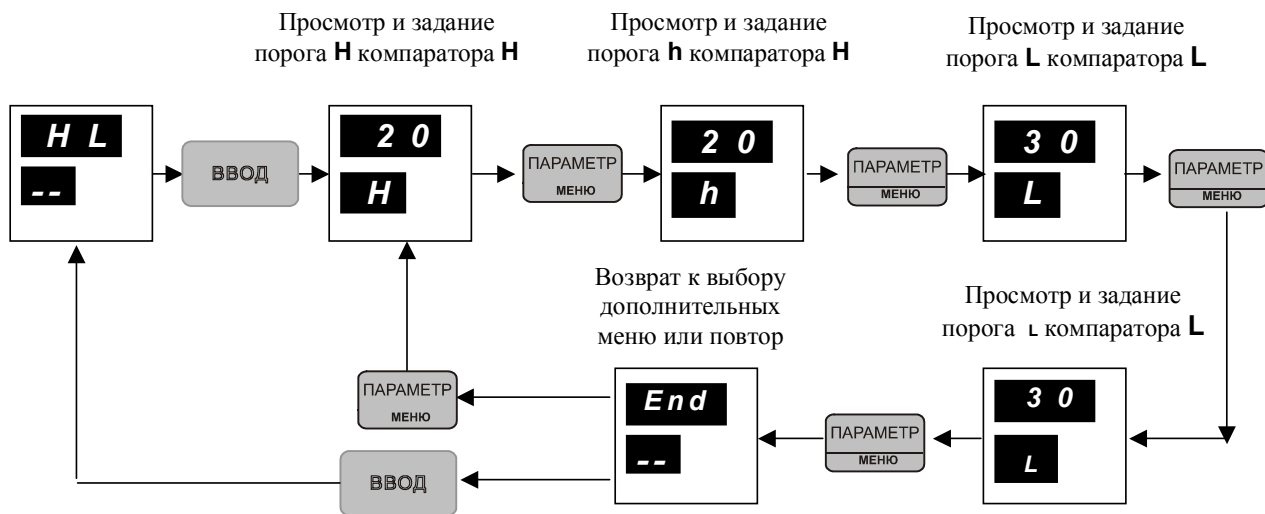 Просмотр и задание
порога H компаратора H
Просмотр и задание
порога h компаратора H
Просмотр и задание
порога L компаратора L
H L
--
ВВОД
2 0
H
ПАРАМЕТР
МЕНЮ
2 0
h
ПАРАМЕТР
МЕНЮ
3 0
L
ПАРАМЕТР
МЕНЮ
Возврат к выбору
дополнительных
меню или повтор
Просмотр и задание
порога ʟ компаратора L
ПАРАМЕТР
МЕНЮ
End
--
ПАРАМЕТР
МЕНЮ
3 0
ʟ
ВВОД